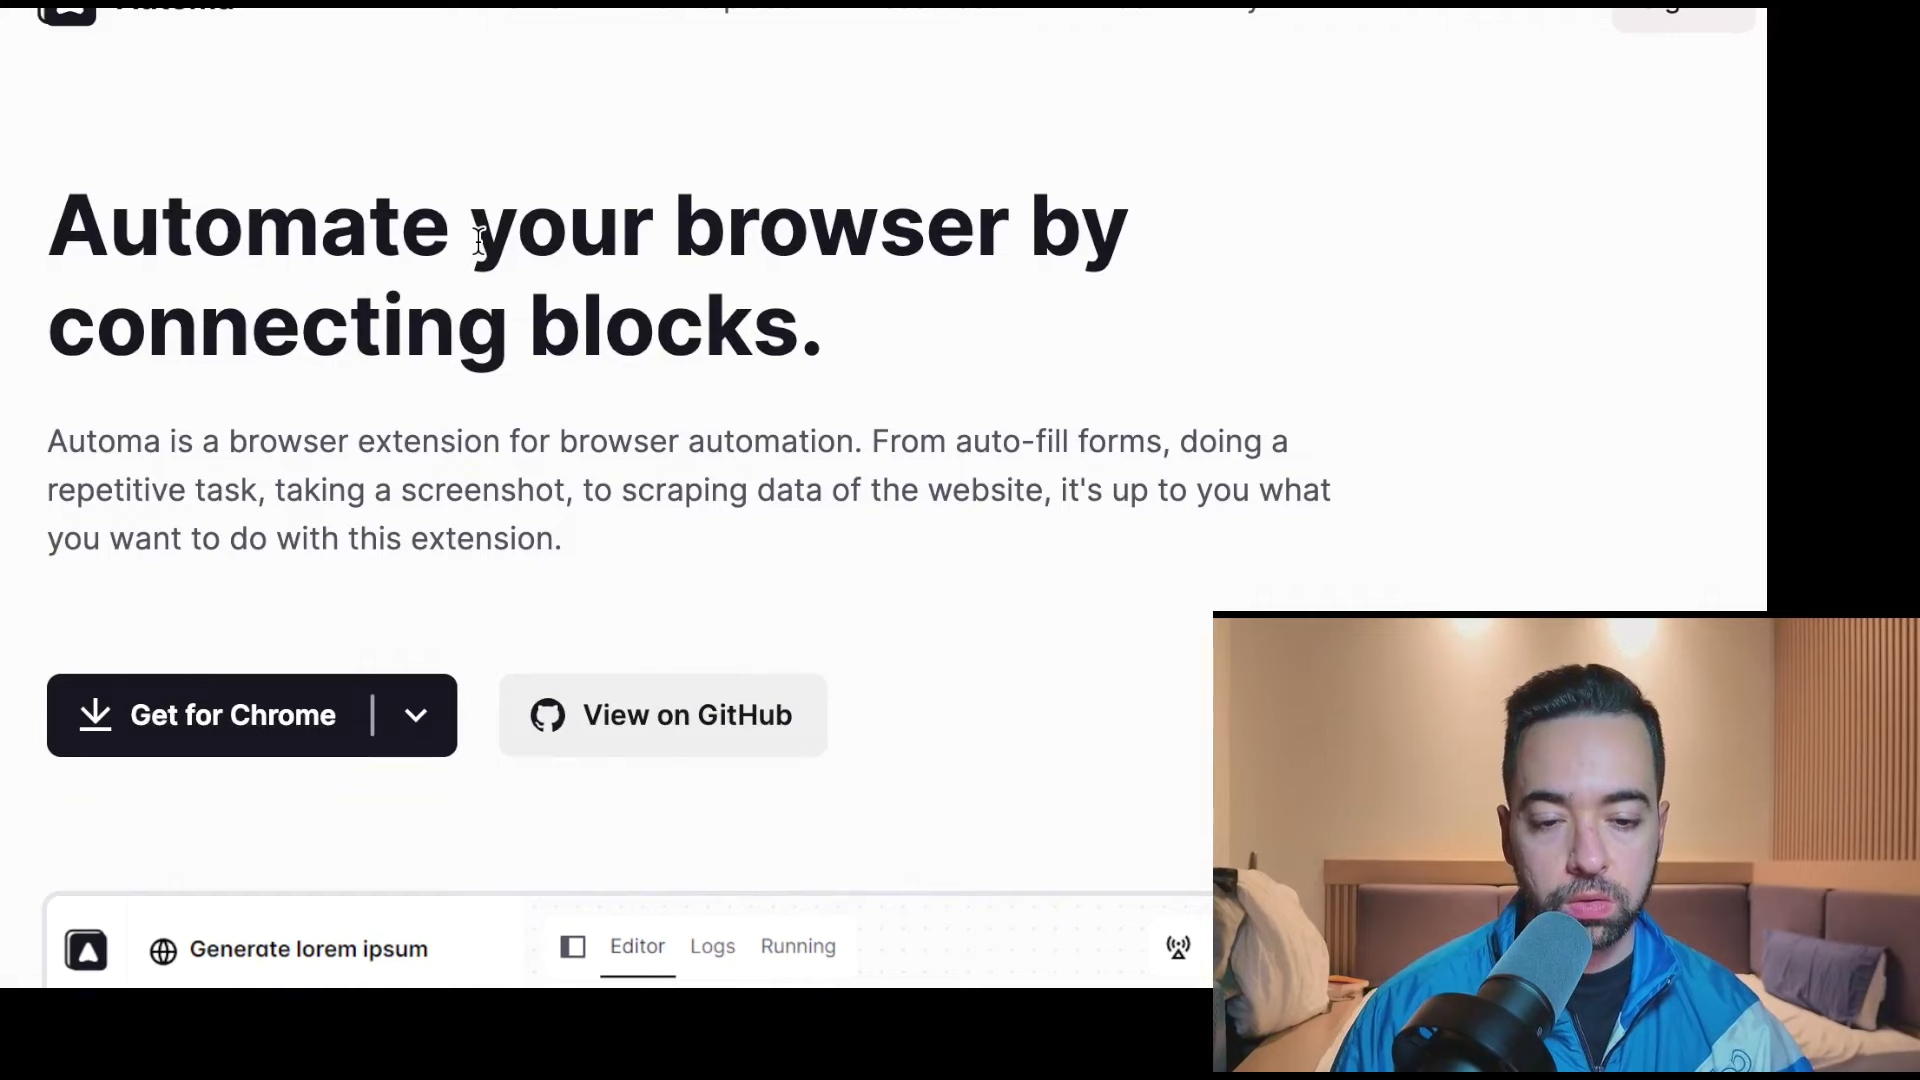 Automate your browser by
connecting blocks.
Automa is a browser extension for browser automation. From auto-fill forms, doing a
repetitive task, taking a screenshot, to scraping data of the website, it's up to you what
you want to do with this extension.
Get for Chrome
View on GitHub
Generate lorem ipsum
Editor Logs Running